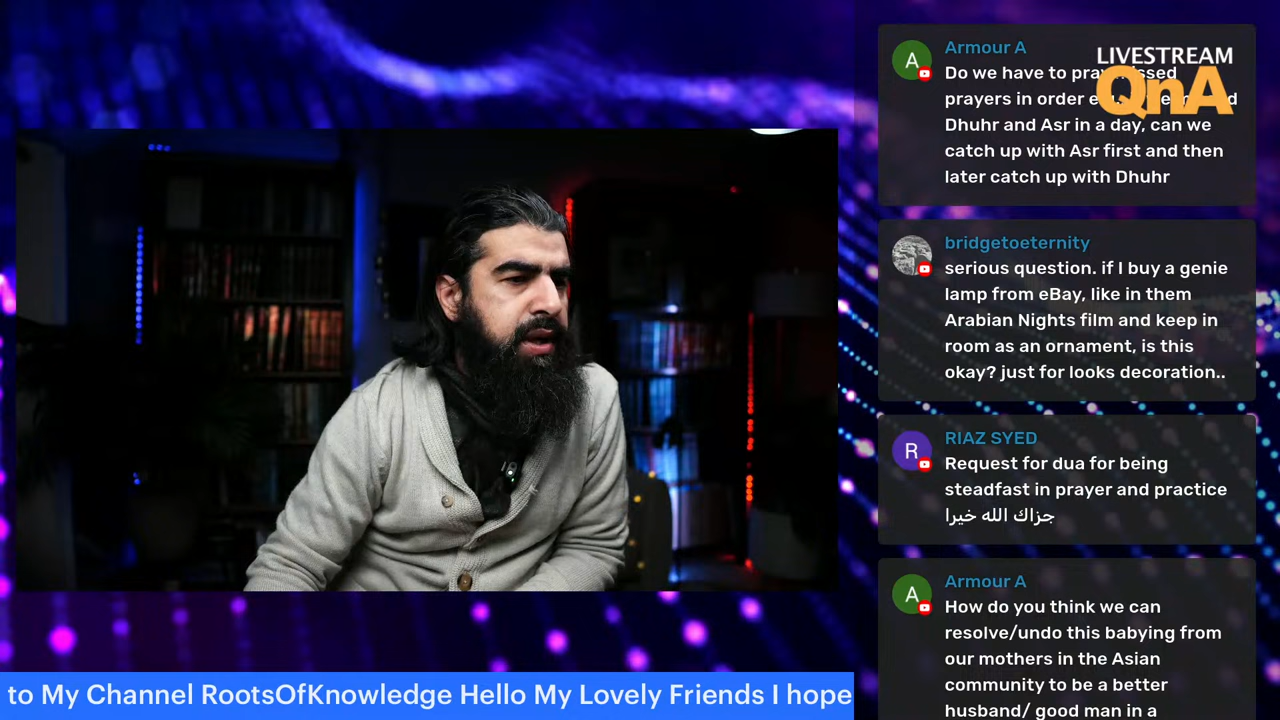 Armour A
Do we have to pray
prayers in order
Dhuhr and Asr in a day, can we
catch up with Asr first and then
later catch up with Dhuhr
LIVESTREAM
QnA
bridgetoeternity
serious question. if I buy a genie
lamp from eBay, like in them
Arabian Nights film and keep in
room as an ornament, is this
okay? just for looks decoration..
R
RIAZ SYED
Request for dua for being
steadfast in prayer and practice
جزاك الله خيرا
A
Armour A
How do you think we can
resolve/undo this babying from
our mothers in the Asian
community to be a better
husband/ good man in a
to My Channel RootsOfKnowledge Hello My Lovely Friends I hope